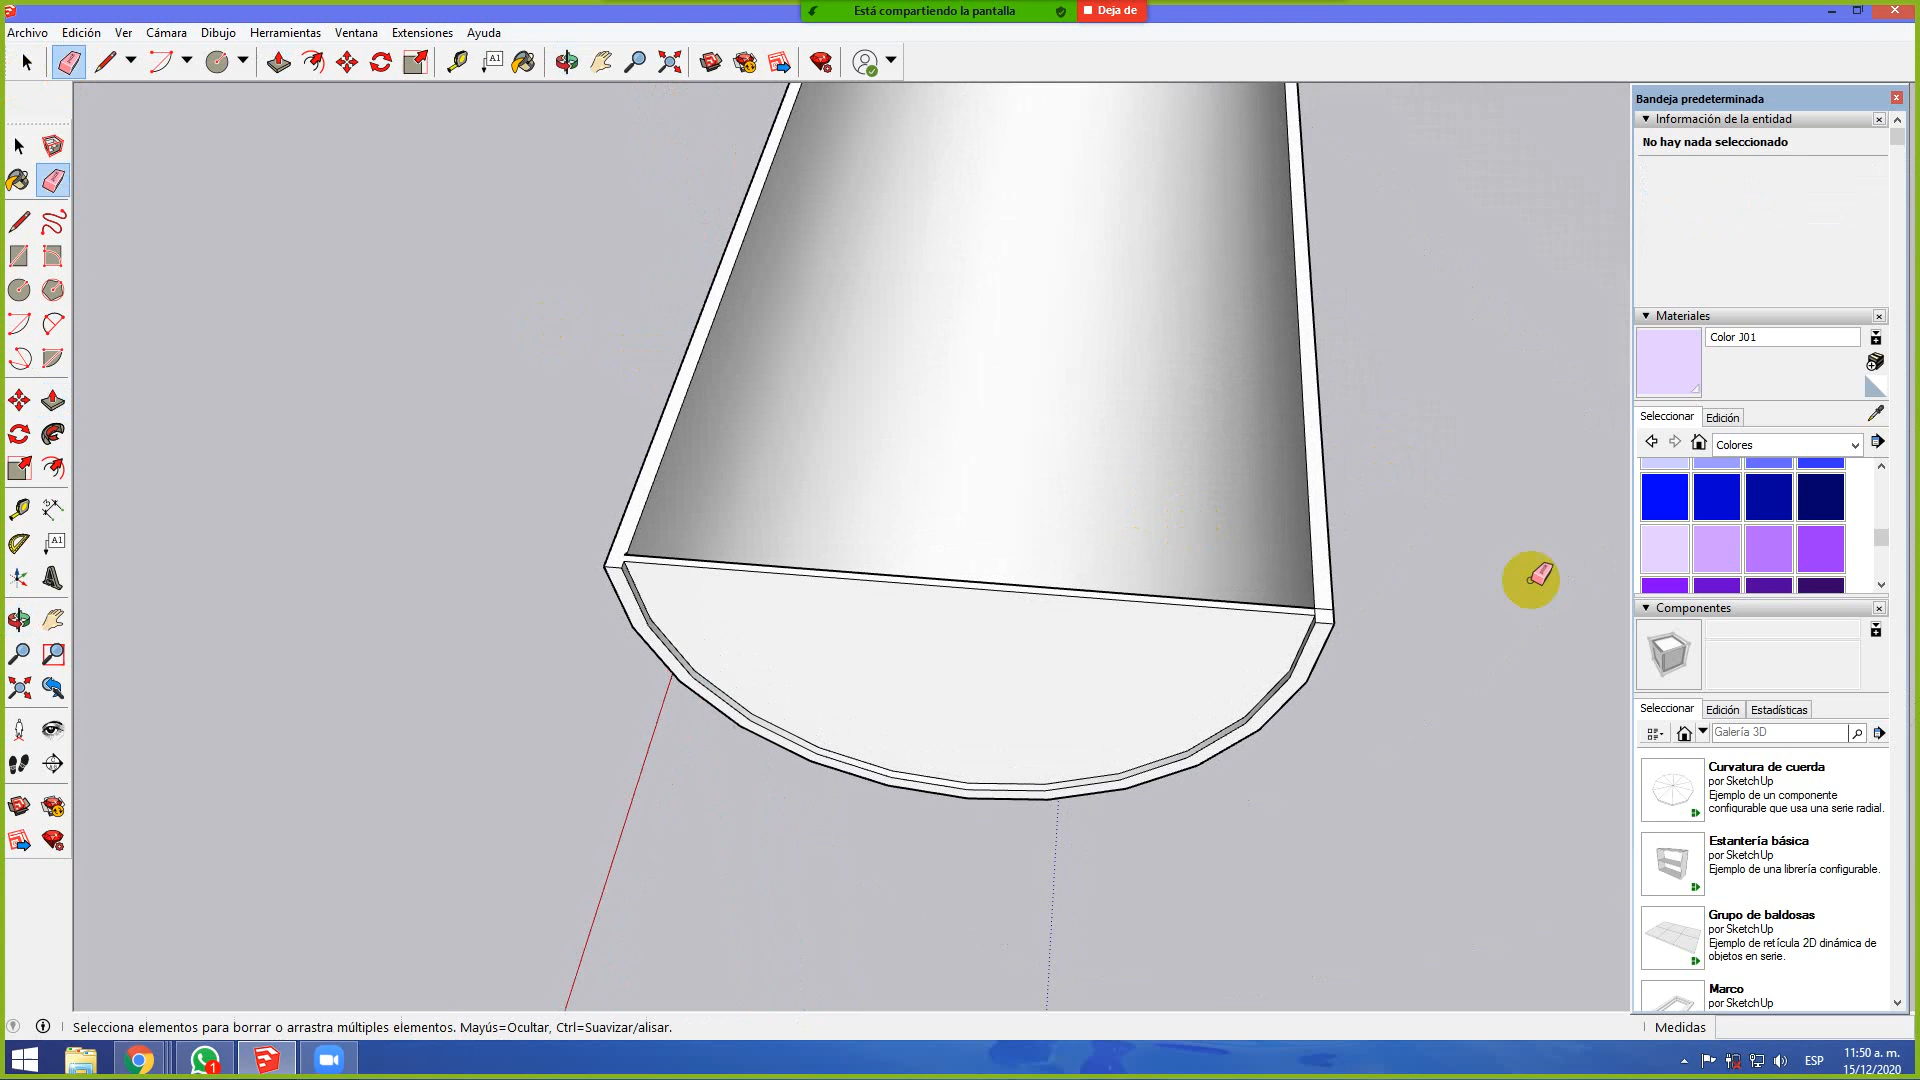 Está compartiendo la pantalla
Deja de
Archivo Edición Ver Cámara Dibujo Herramientas Ventana Extensiones Ayuda
A1
Bandeja predeterminada
Información de la entidad
No hay nada seleccionado
Materiales
Color J01
Seleccionar Edición
Colores
A1
Componentes
Seleccionar Edición Estadísticas
Galería 3D
Curvatura de cuerda
por SketchUp
Ejemplo de un componente
configurable que usa una serie radial.
Estantería básica
por SketchUp
Ejemplo de una librería configurable.
Grupo de baldosas
por SketchUp
Ejemplo de retícula 2D dinámica de
objetos en serie.
Marco
por SketchUp
Selecciona elementos para borrar o arrastra múltiples elementos. Mayús=Ocultar, Ctrl=Suavizar/alisar.
Medidas
1
ESP
11:50 a. m.
15/12/2020